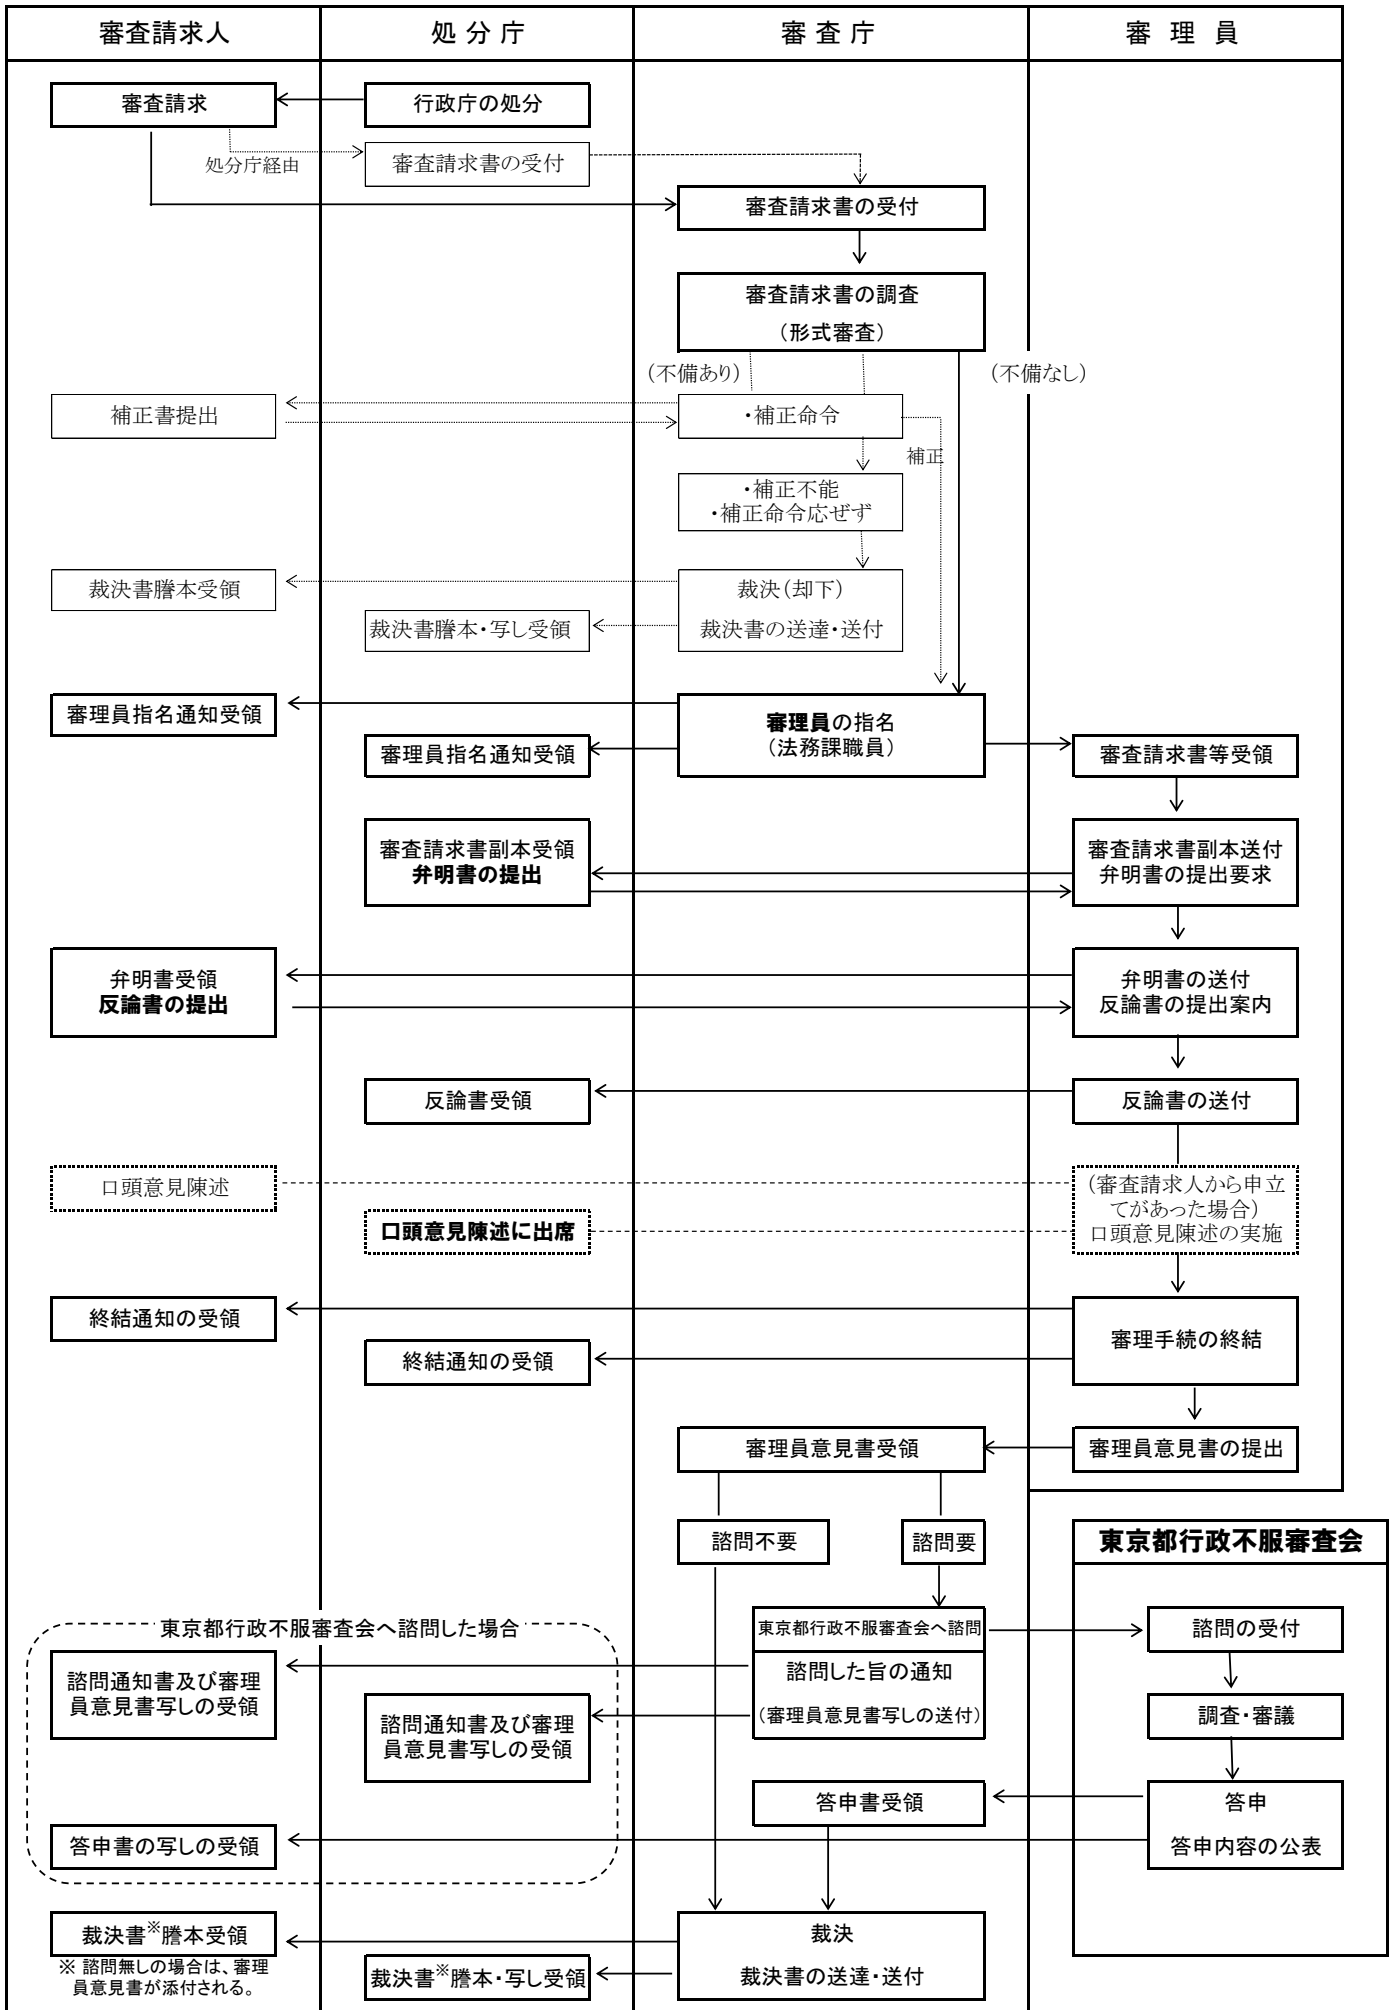 審査請求人
処分庁
審査庁
審理員
審査請求
行政庁の処分
処分庁経由
審査請求書の受付
審査請求書の受付
審査請求書の調査
（形式審査）
（不備あり）
（不備なし）
補正書提出
・補正命令
補正
・補正不能
・補正命令応ぜず
裁決書謄本受領
裁決（却下）
裁決書謄本・写し受領
裁決書の送達・送付
審理員指名通知受領
審理員の指名
（法務課職員）
審理員指名通知受領
審査請求書等受領
審査請求書副本受領
弁明書の提出
審査請求書副本送付
弁明書の提出要求
弁明書受領
反論書の提出
弁明書の送付
反論書の提出案内
反論書受領
反論書の送付
口頭意見陳述
（審査請求人から申立
てがあった場合）
口頭意見陳述の実施
口頭意見陳述に出席
終結通知の受領
審理手続の終結
終結通知の受領
審理員意見書受領
審理員意見書の提出
諮問不要
諮問要
東京都行政不服審査会
東京都行政不服審査会へ諮問した場合
東京都行政不服審査会へ諮問
諮問の受付
諮問通知書及び審理
員意見書写しの受領
諮問した旨の通知
（審理員意見書写しの送付）
諮問通知書及び審理
員意見書写しの受領
調査・審議
答申書受領
答申
答申内容の公表
答申書の写しの受領
裁決書※謄本受領
※ 諮問無しの場合は、審理
員意見書が添付される。
裁決
裁決書の送達・送付
裁決書※謄本・写し受領